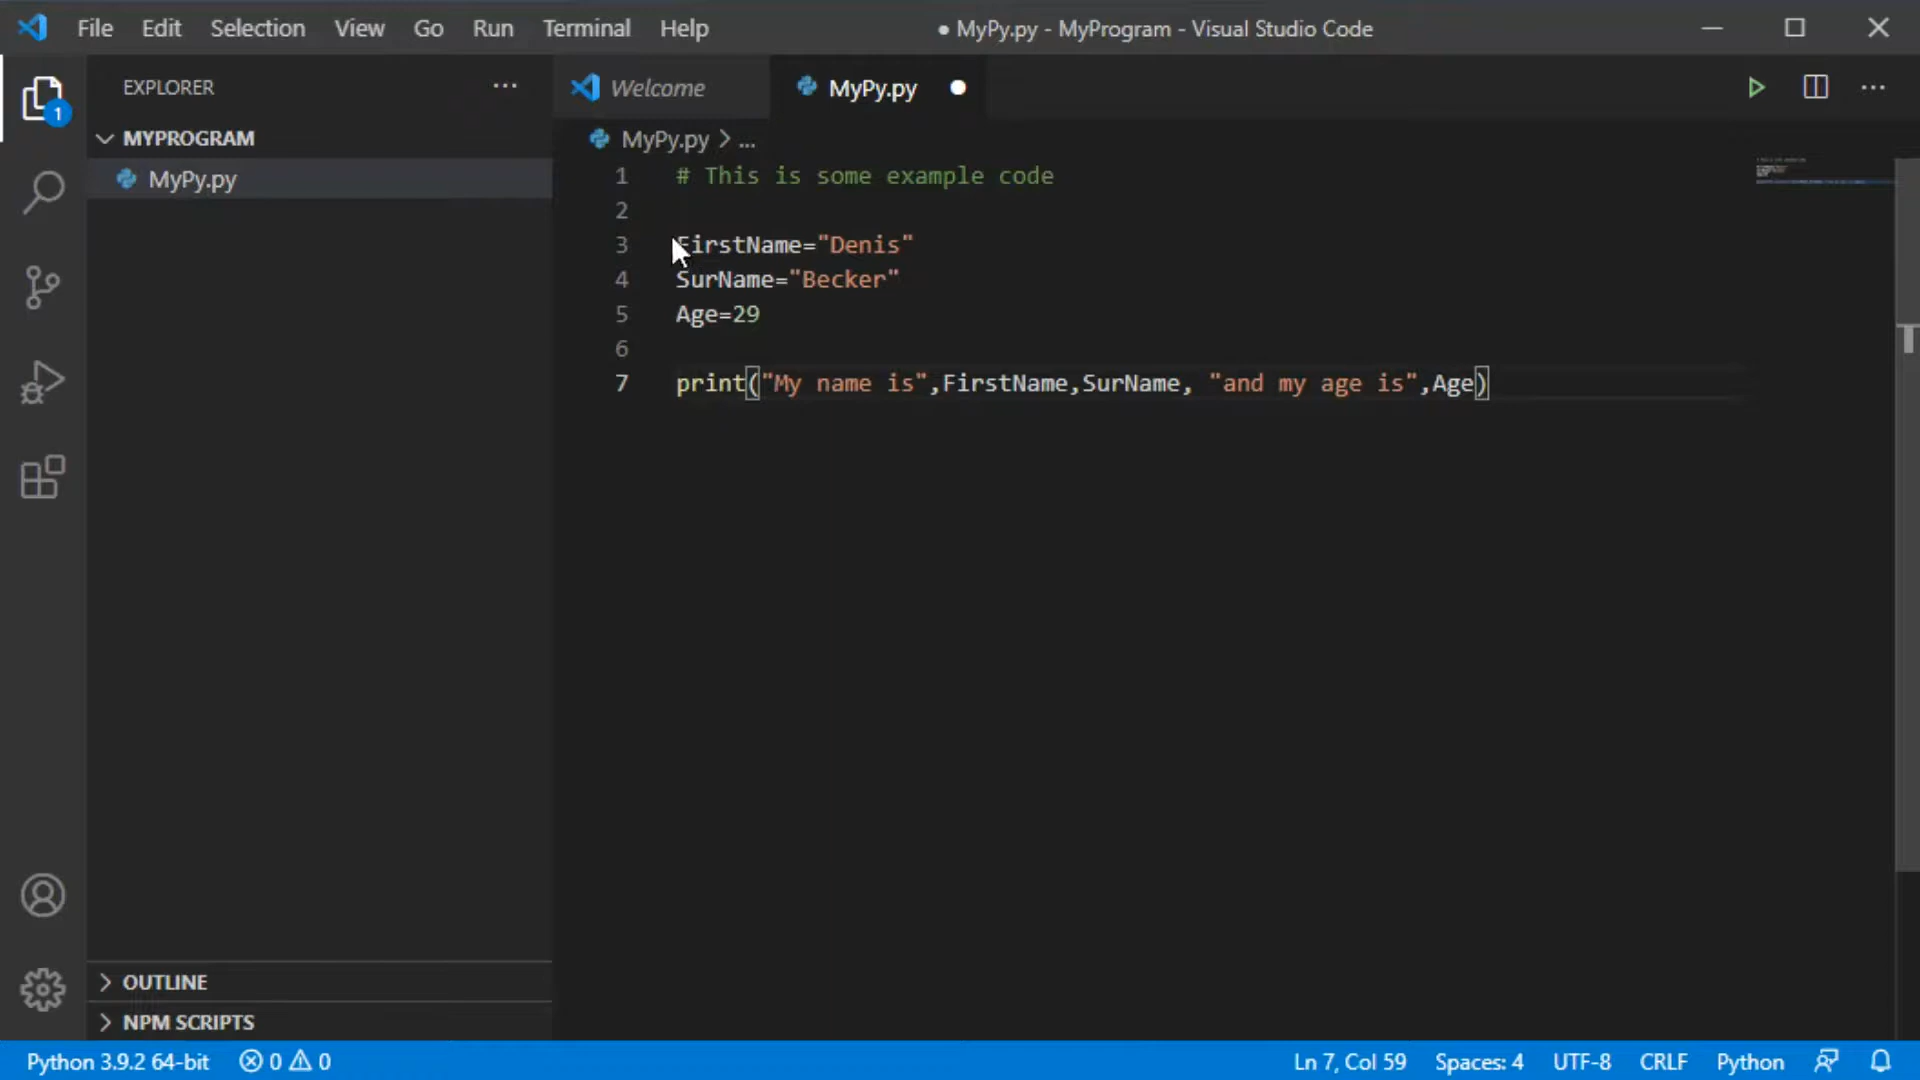 File Edit Selection View Go Run Terminal Help
● MyPy.py - MyProgram - Visual Studio Code
EXPLORER
Welcome
MyPy.py
1
MYPROGRAM
MyPy.py
MyPy.py > ...
1 # This is some example code
2
3 FirstName="Denis"
4 SurName="Becker"
5 Age=29
6
7 print("My name is",FirstName,SurName, "and my age is",Age)
OUTLINE
NPM SCRIPTS
Python 3.9.2 64-bit 0 0 Ln 7, Col 59 Spaces: 4 UTF-8 CRLF Python